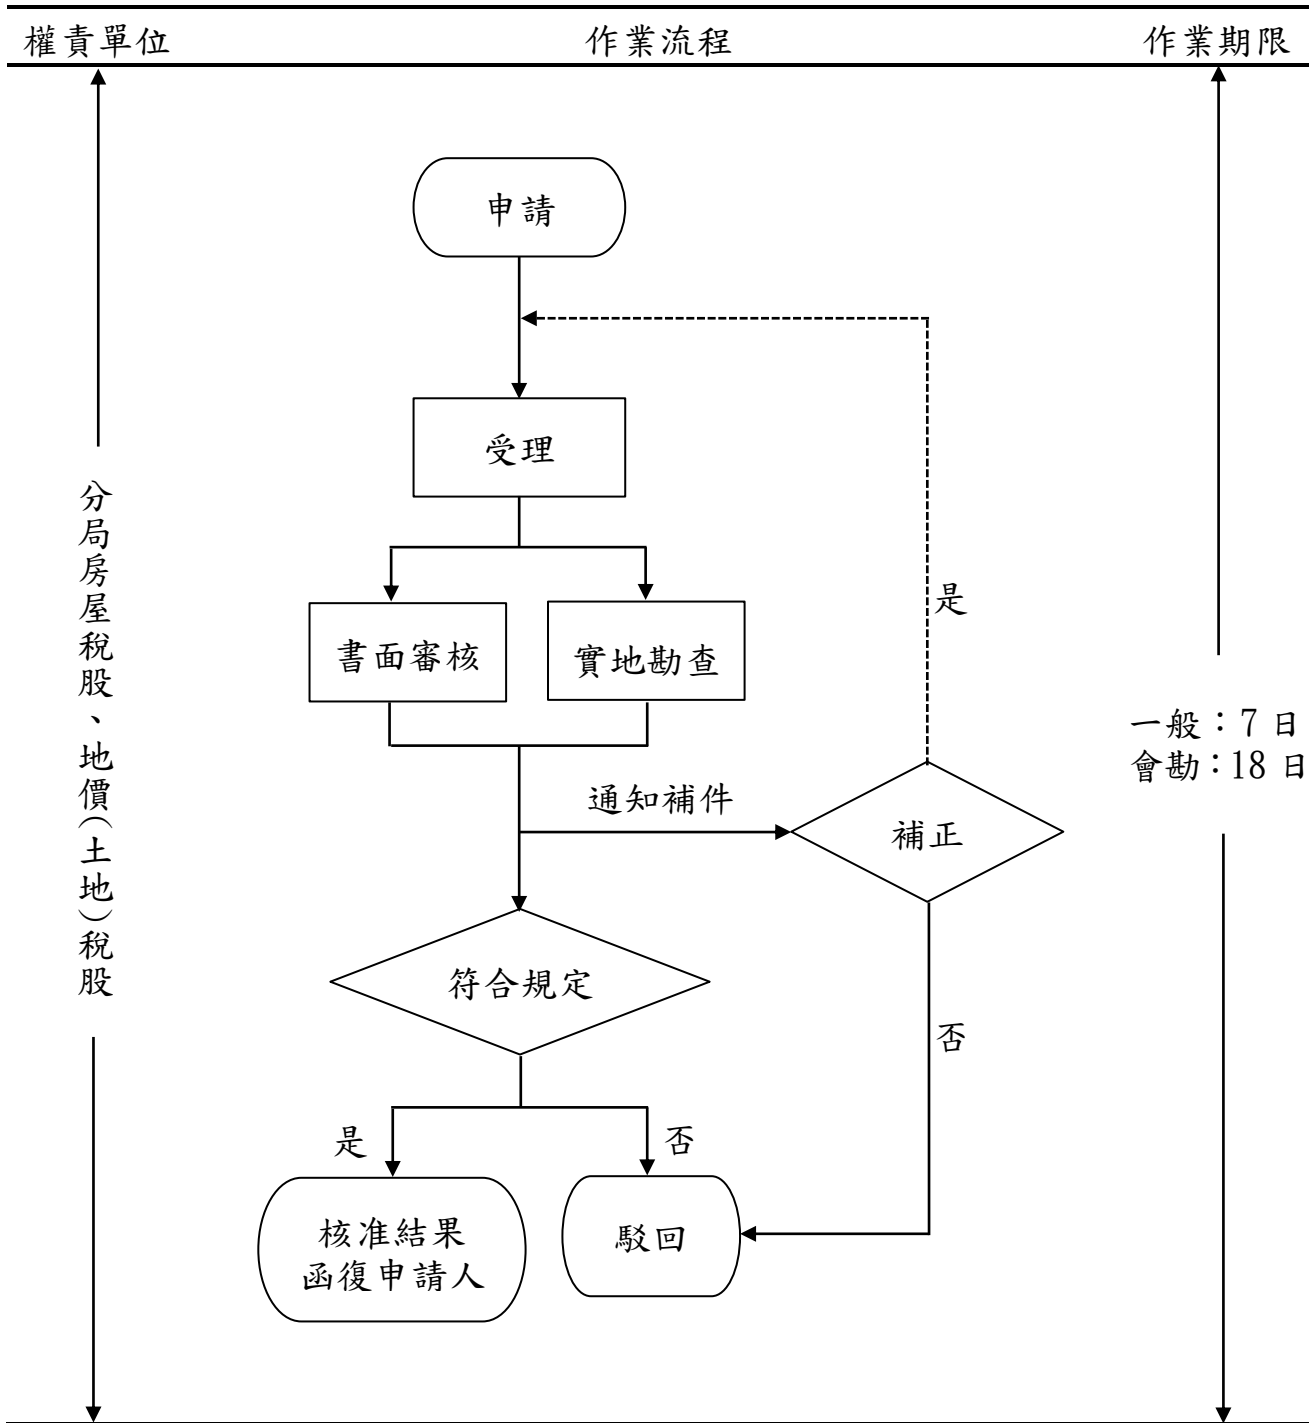 權責單位
作業流程
作業期限
申請
受理
書面審核
實地勘查
是
分局房屋稅股、地價(土地)稅股
一般：7 日
會勘：18 日
通知補件
補正
符合規定
否
是
否
核准結果
函復申請人
駁回